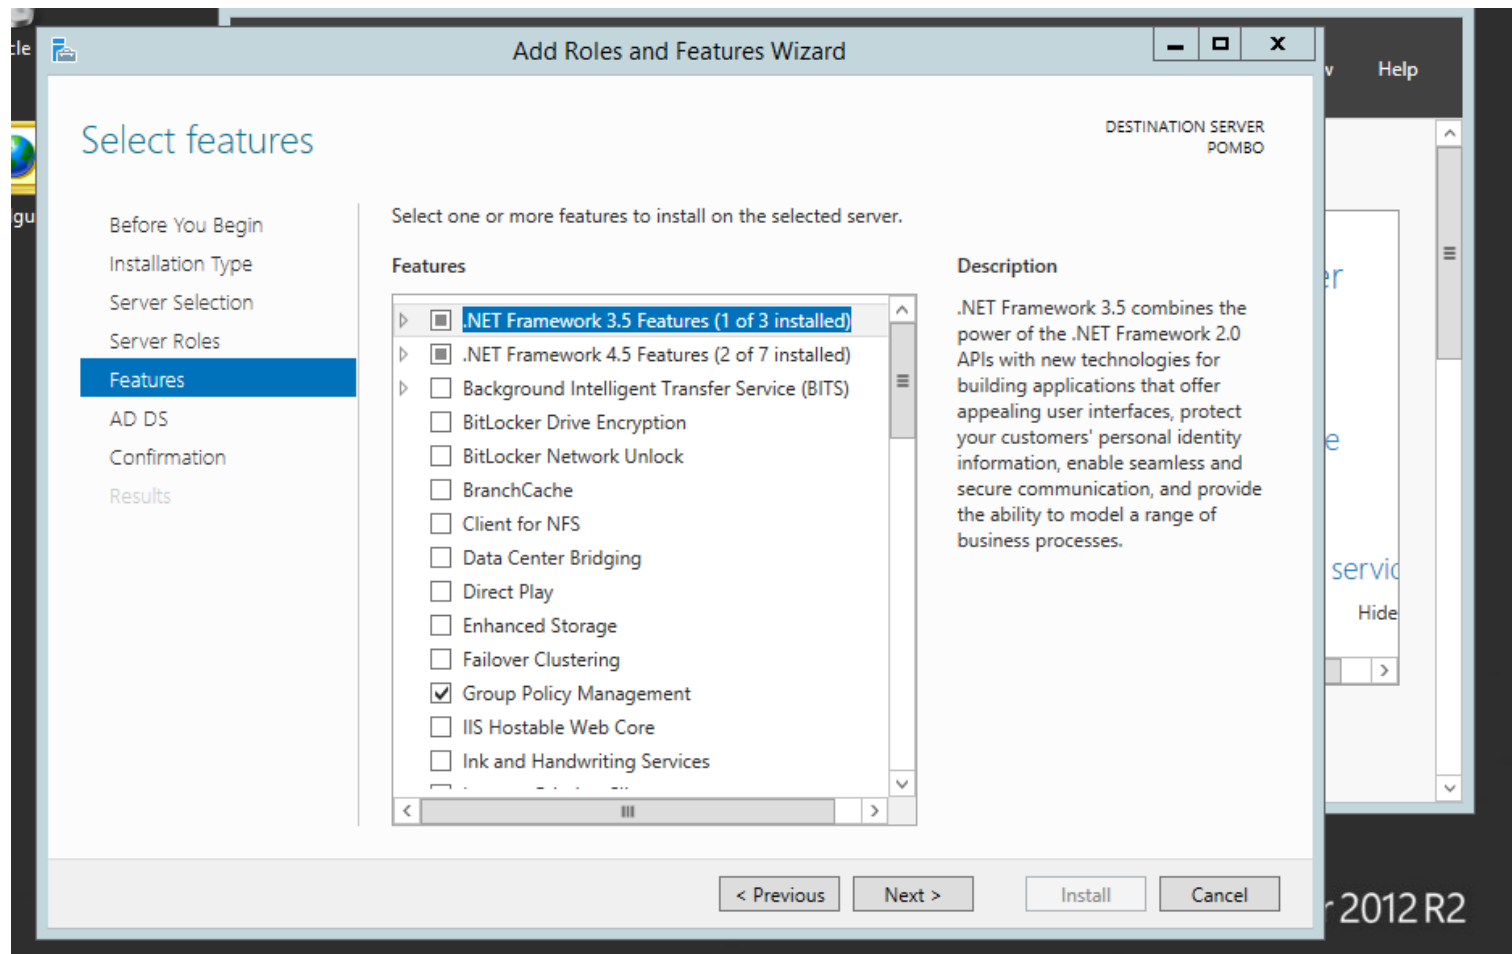 cle
Add Roles and Features Wizard
w
Help
Select features
DESTINATION SERVER
POMBO
gu
Before You Begin
Installation Type
Server Selection
Server Roles
Features
AD DS
Confirmation
Results
Select one or more features to install on the selected server.
Features
.NET Framework 3.5 Features (1 of 3 installed)
.NET Framework 4.5 Features (2 of 7 installed)
Background Intelligent Transfer Service (BITS)
BitLocker Drive Encryption
BitLocker Network Unlock
BranchCache
Client for NFS
Data Center Bridging
Direct Play
Enhanced Storage
Failover Clustering
Group Policy Management
IIS Hostable Web Core
Ink and Handwriting Services
Description
.NET Framework 3.5 combines the
power of the .NET Framework 2.0
APIs with new technologies for
building applications that offer
appealing user interfaces, protect
your customers' personal identity
information, enable seamless and
secure communication, and provide
the ability to model a range of
business processes.
er
e
servic
Hide
< Previous
Next >
Install
Cancel
r 2012 R2